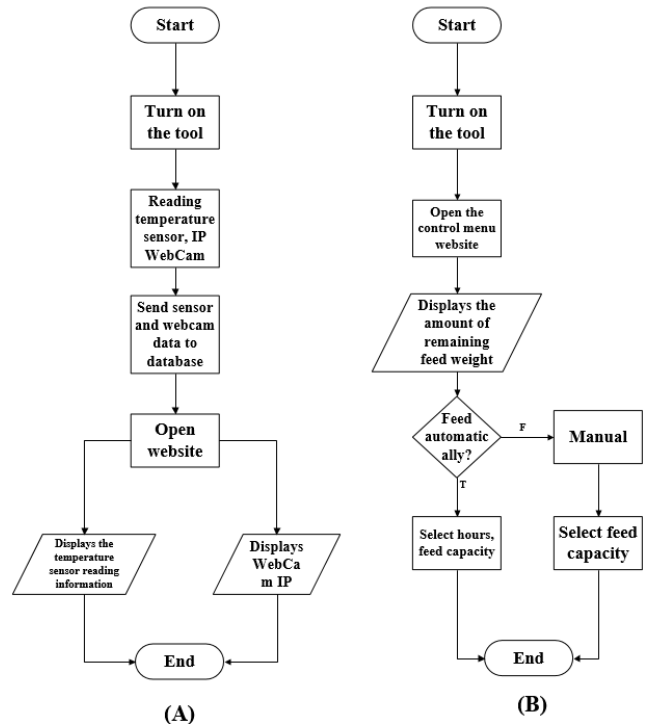 Start
Turn on
the tool
Reading
temperature
sensor, IP
WebCam
Send sensor
and webcam
data to
database
Open
website
Displays the
temperature
sensor reading
information
Displays
WebCa
m IP
End
(A)
Start
Turn on
the tool
Open the
control menu
website
Displays the
amount of
remaining
feed weight
Feed
automatic
ally?
F
Manual
T
Select hours,
feed capacity
Select feed
capacity
End
(B)